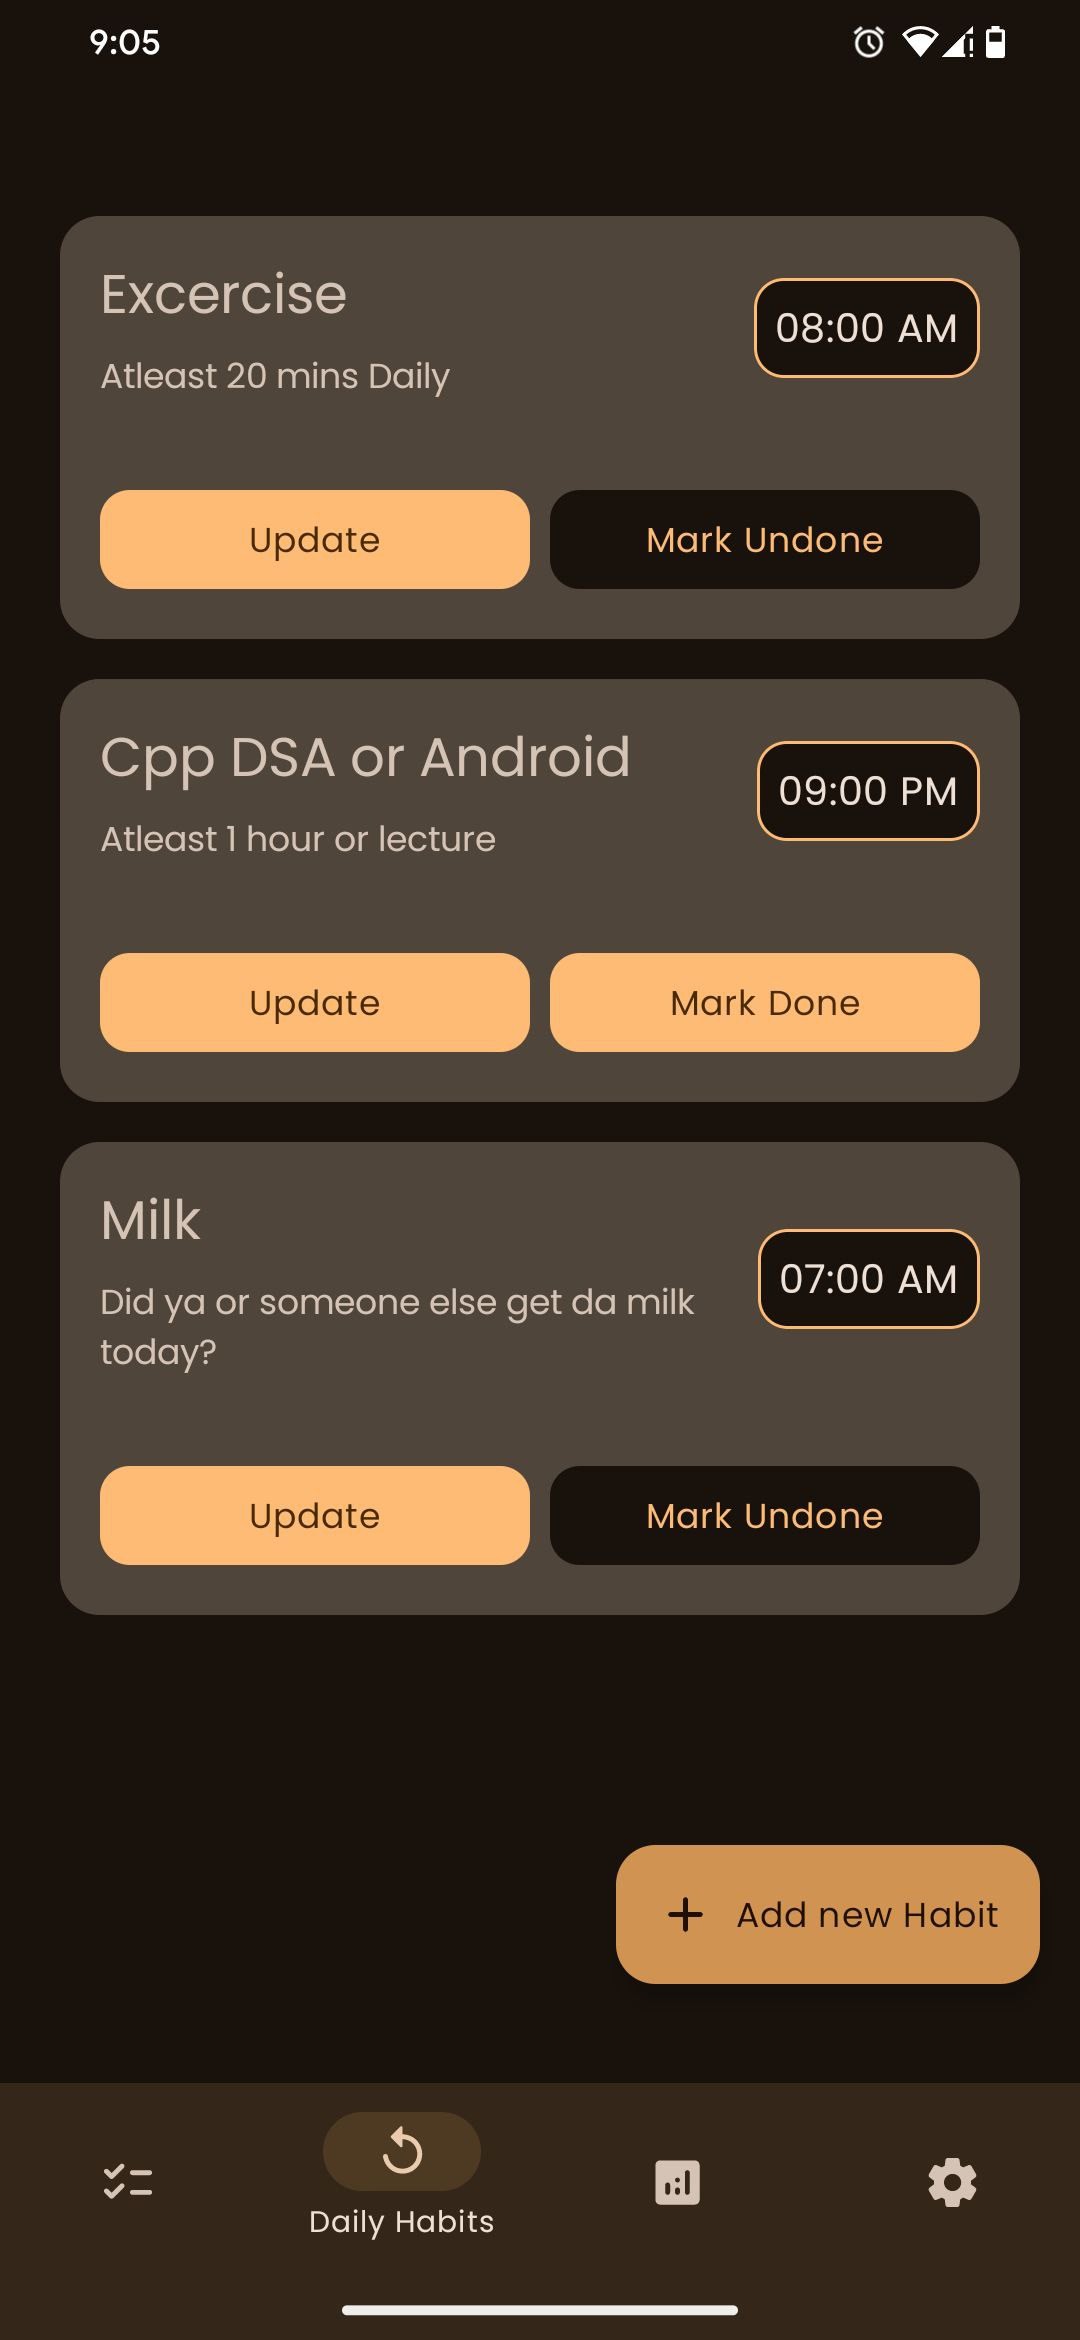 9:05
Excercise
08:00 AM
Atleast 20 mins Daily
Update
Mark Undone
Cpp DSA or Android
09:00 PM
Atleast 1 hour or lecture
Update
Mark Done
Milk
07:00 AM
Did ya or someone else get da milk
today?
Update
Mark Undone
Add new Habit
Daily Habits